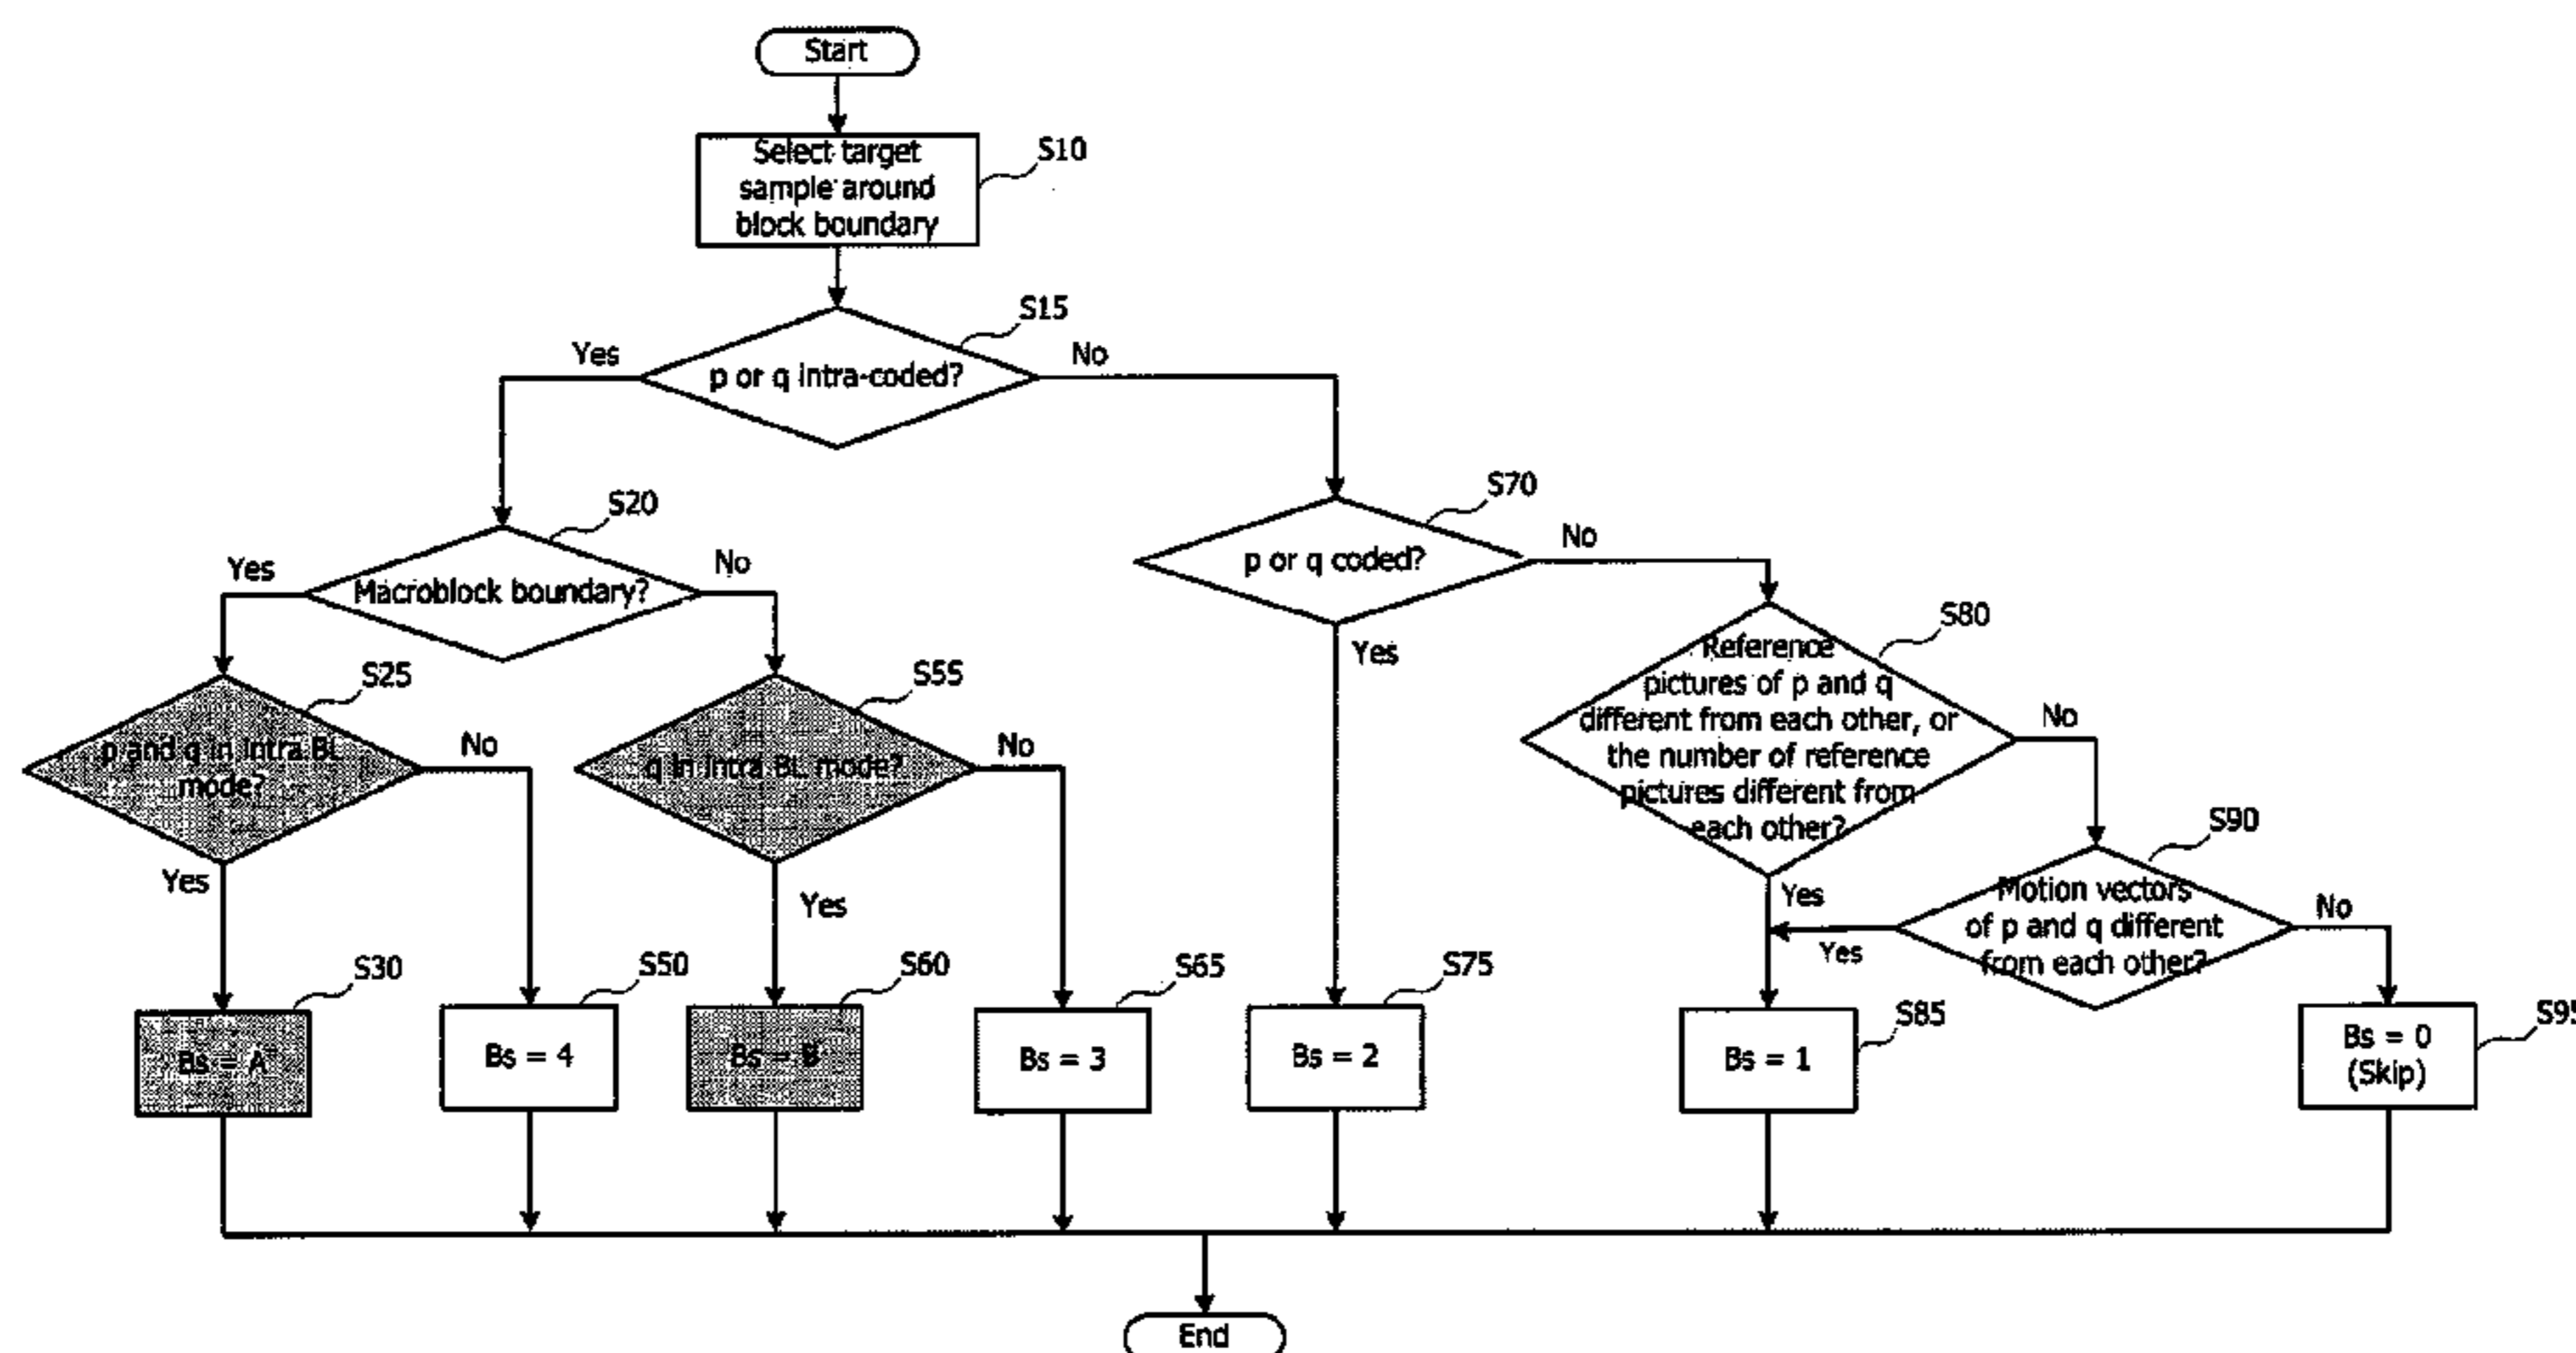 Start
Select target
sample around
block boundary
S10
S15
Yes
No
p or q intra-coded?
S20
S70
Yes
No
Macroblock boundary?
p or q coded?
No
S25
S55
Yes
S80
Reference
pictures of p and q
different from each other, or
the number of reference
pictures different from
each other?
No
p and q in intra BL
mode?
No
q in intra BL mode?
No
Yes
Yes
Yes
S90
Motion vectors
of p and q different
from each other?
Yes
No
S30
S50
S60
S65
S75
S85
S95
Bs = A
Bs = 4
Bs = B
Bs = 3
Bs = 2
Bs = 1
Bs = 0
(Skip)
End